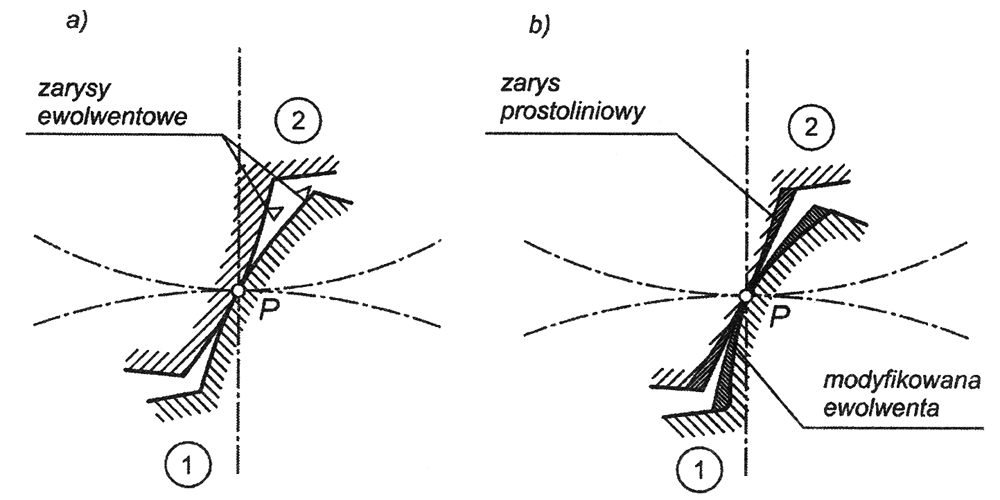 a)
zarysy
ewolwentowe
2
P
1
b)
zarys
prostoliniowy
2
P
modyfikowana
ewolwenta
1